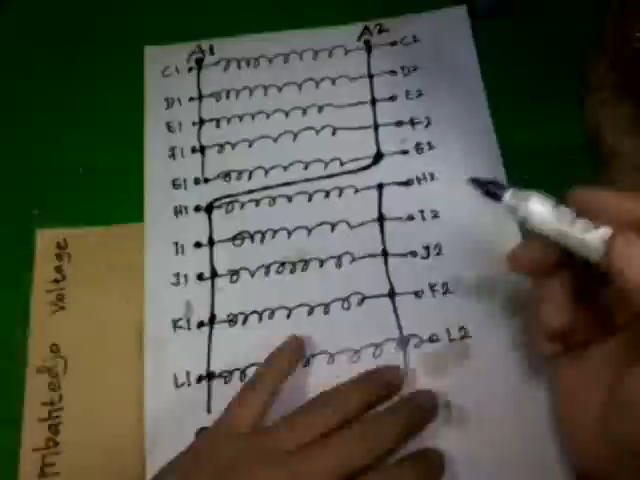 A1 A2
C1 C2
D1 D2
E1 E2
F1 F2
G1 G2
H1 H2
I1 I2
J1 J2
K1 K2
L1 L2
mbahtedjo Voltage